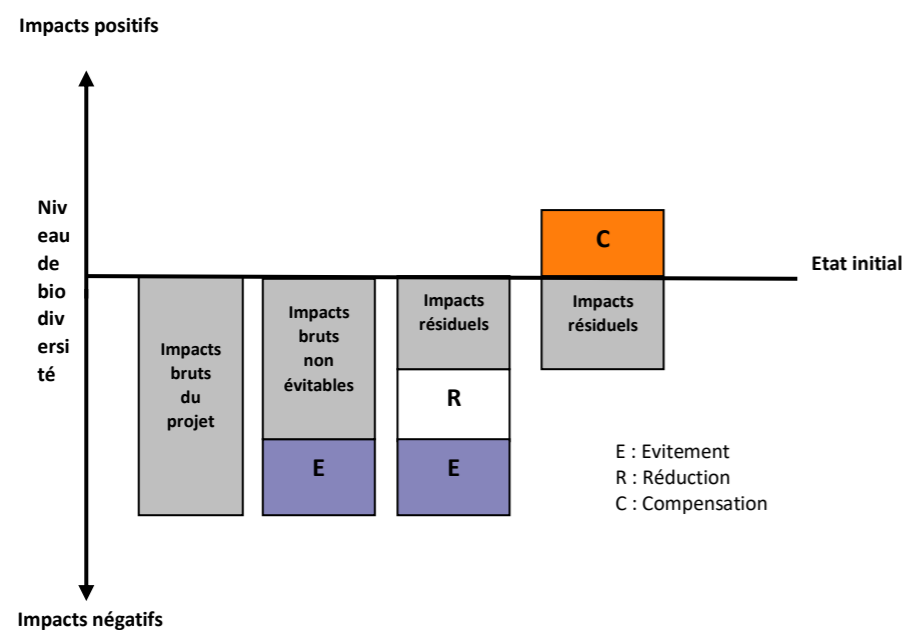 Impacts positifs
Niv
eau
de
bio
div
ersi
té
Etat initial
Impacts
bruts
du
projet
Impacts
bruts
non
évitables
E
Impacts
résiduels
R
E
C
Impacts
résiduels
E : Evitement
R : Réduction
C : Compensation
Impacts négatifs